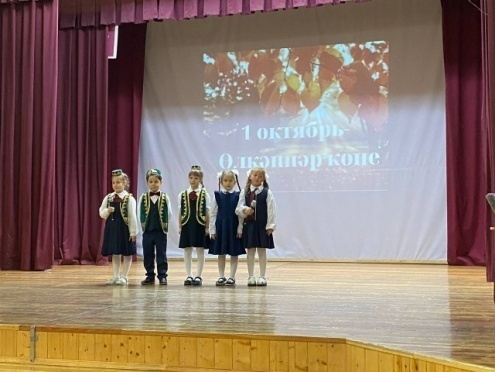 1 октябрь
Өлкәннәр көне